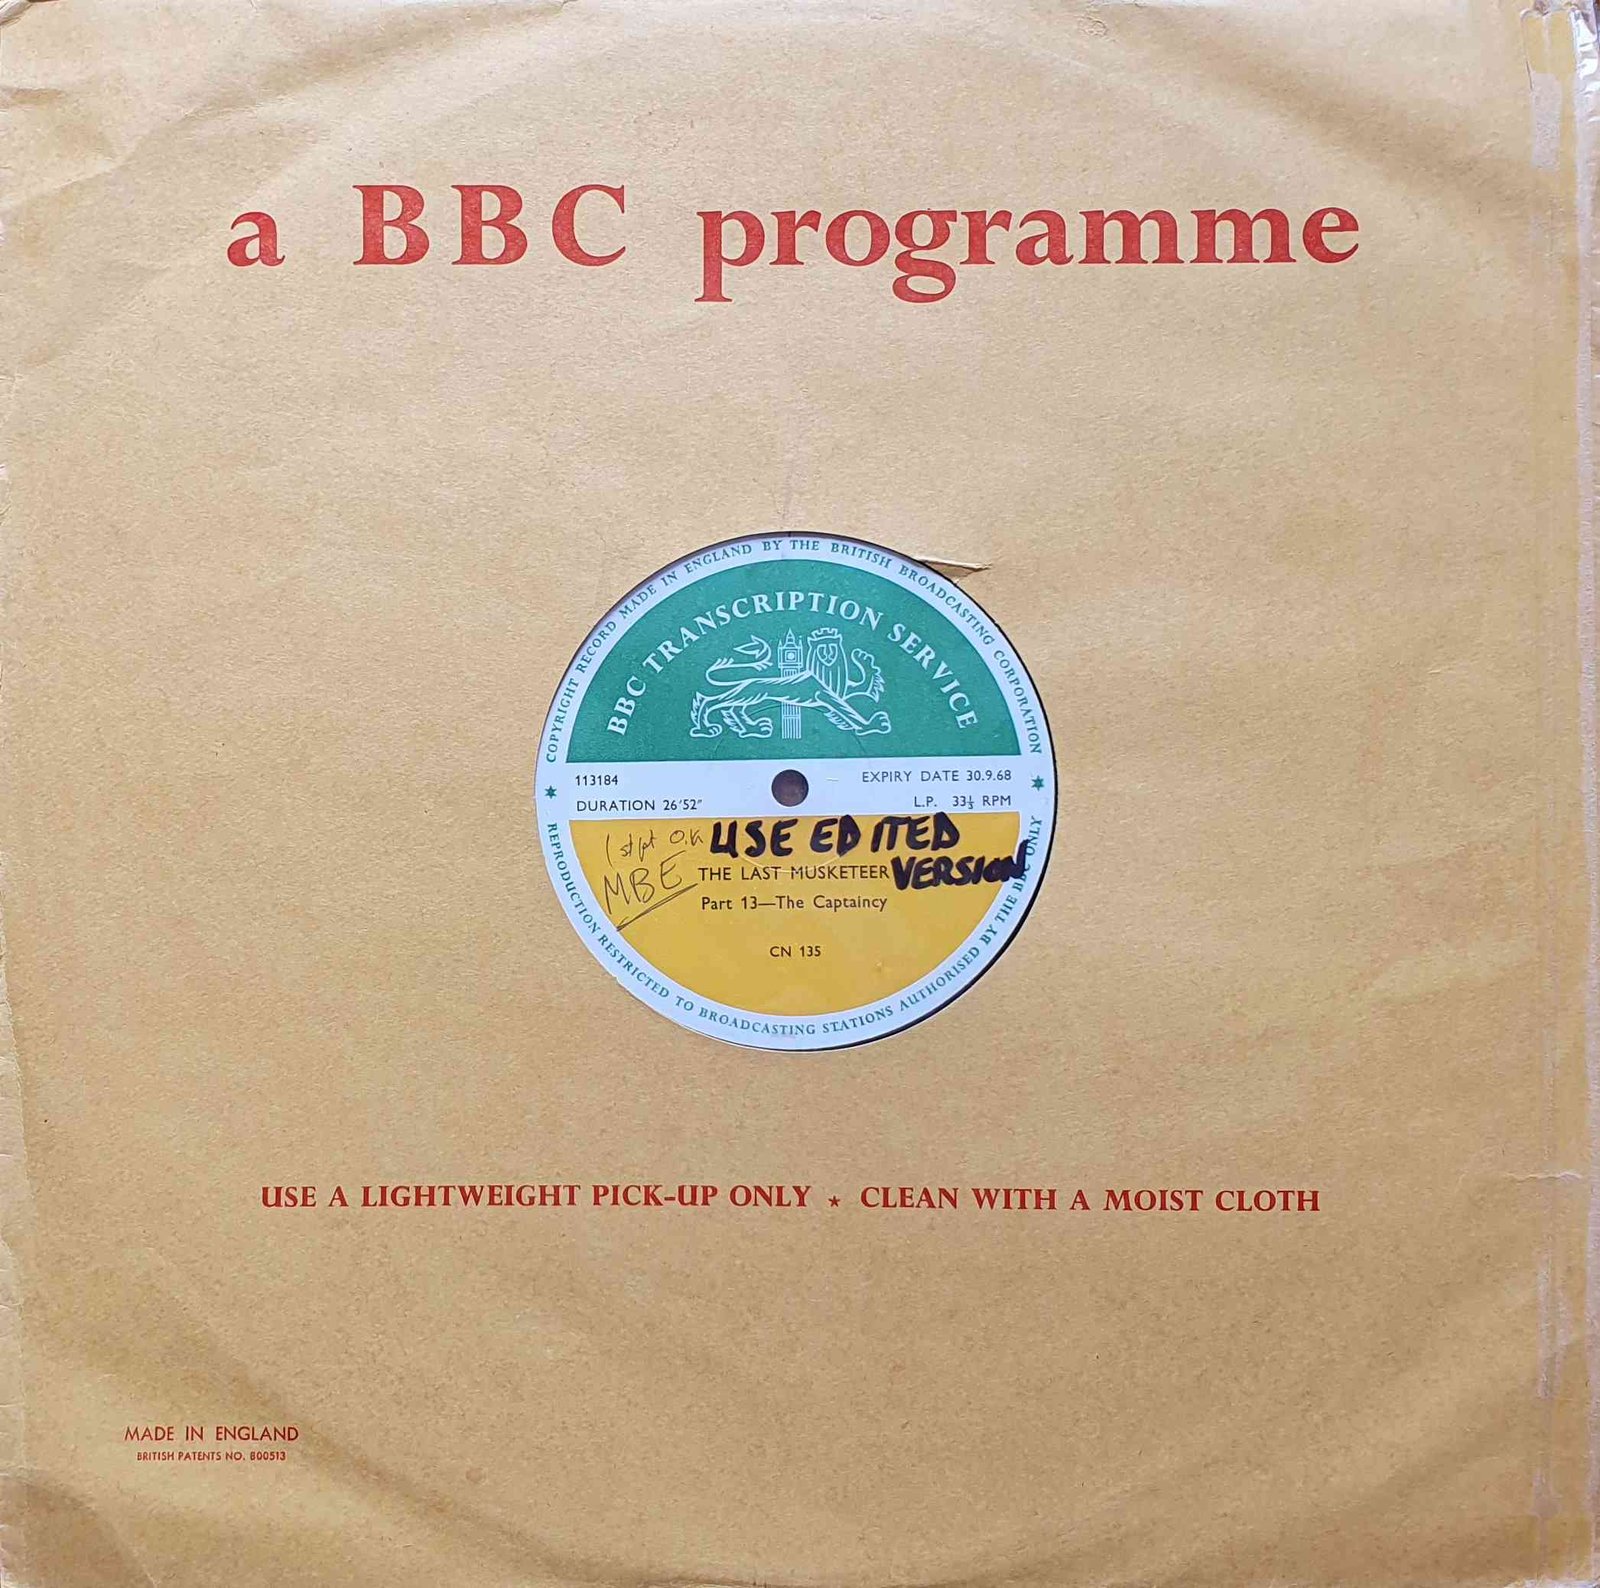 a BBC programme
COPYRIGHT RECORD MADE IN ENGLAND BY THE BRITISH BROADCASTING CORPORATION
BBC TRANSCRIPTION SERVICE
113184
EXPIRY DATE 30.9.68
DURATION 26'52"
L.P. 33⅓ RPM
1st pt O.K.
MBE
USE EDITED
VERSION
THE LAST MUSKETEER
Part 13—The Captaincy
CN 135
REPRODUCTION RESTRICTED TO BROADCASTING STATIONS AUTHORISED BY THE BBC ONLY
USE A LIGHTWEIGHT PICK-UP ONLY ★ CLEAN WITH A MOIST CLOTH
MADE IN ENGLAND
BRITISH PATENTS NO. 800513